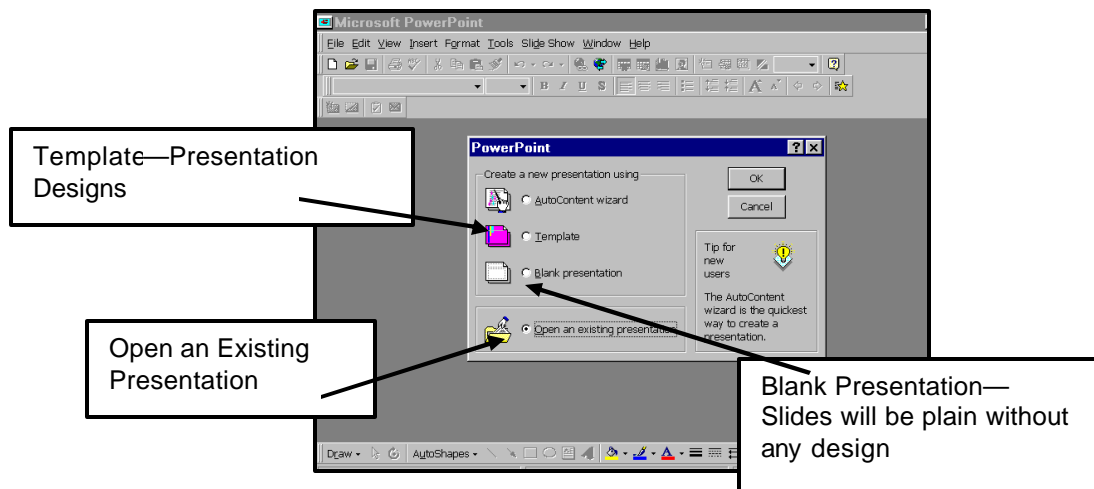 Microsoft PowerPoint
File Edit View Insert Format Tools Slide Show Window Help
B I U S
Template—Presentation
Designs
PowerPoint
Create a new presentation using
AutoContent wizard
Template
Blank presentation
Open an existing presentation
OK
Cancel
Tip for
new
users
The AutoContent
wizard is the quickest
way to create a
presentation.
Open an Existing
Presentation
Blank Presentation—
Slides will be plain without
any design
Draw AutoShapes